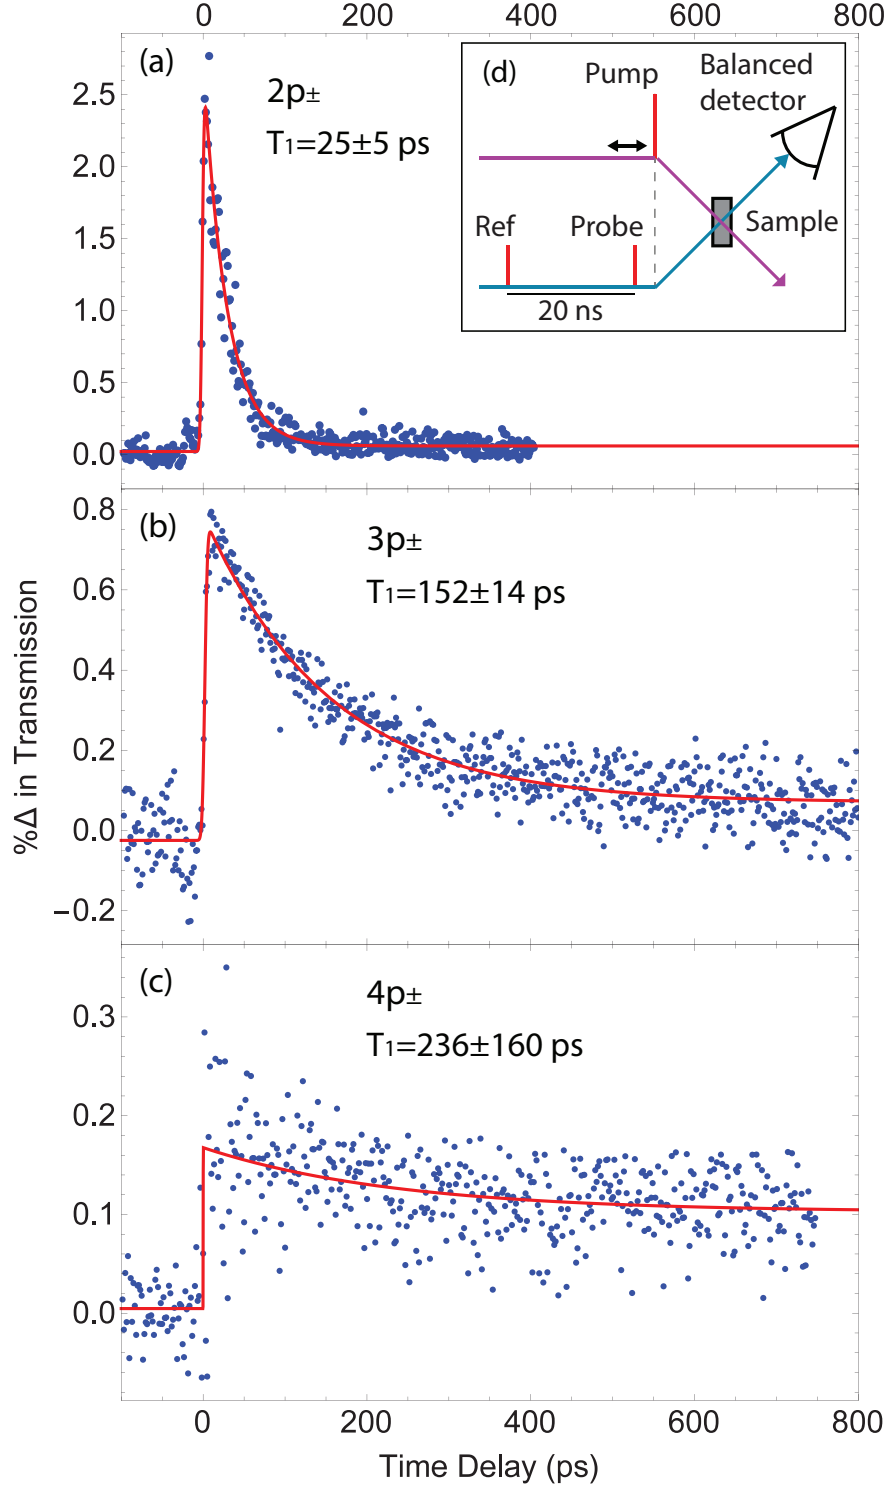 0 200 400 600 800
(a)
2p±
T1=25±5 ps
2.5
2.0
1.5
1.0
0.5
0.0
(d)
Pump
Balanced
detector
Ref
Probe
Sample
20 ns
(b)
3p±
T1=152±14 ps
0.8
0.6
0.4
0.2
0.0
−0.2
%Δ in Transmission
(c)
4p±
T1=236±160 ps
0.3
0.2
0.1
0.0
0 200 400 600 800
Time Delay (ps)